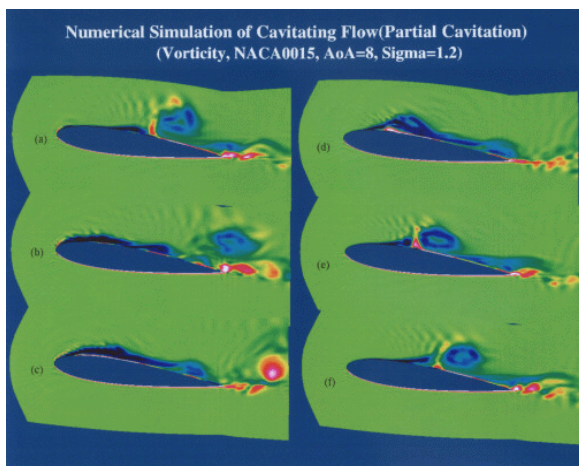 Numerical Simulation of Cavitating Flow(Partial Cavitation)
(Vorticity, NACA0015, AoA=8, Sigma=1.2)
(a)
(d)
(b)
(e)
(c)
(f)